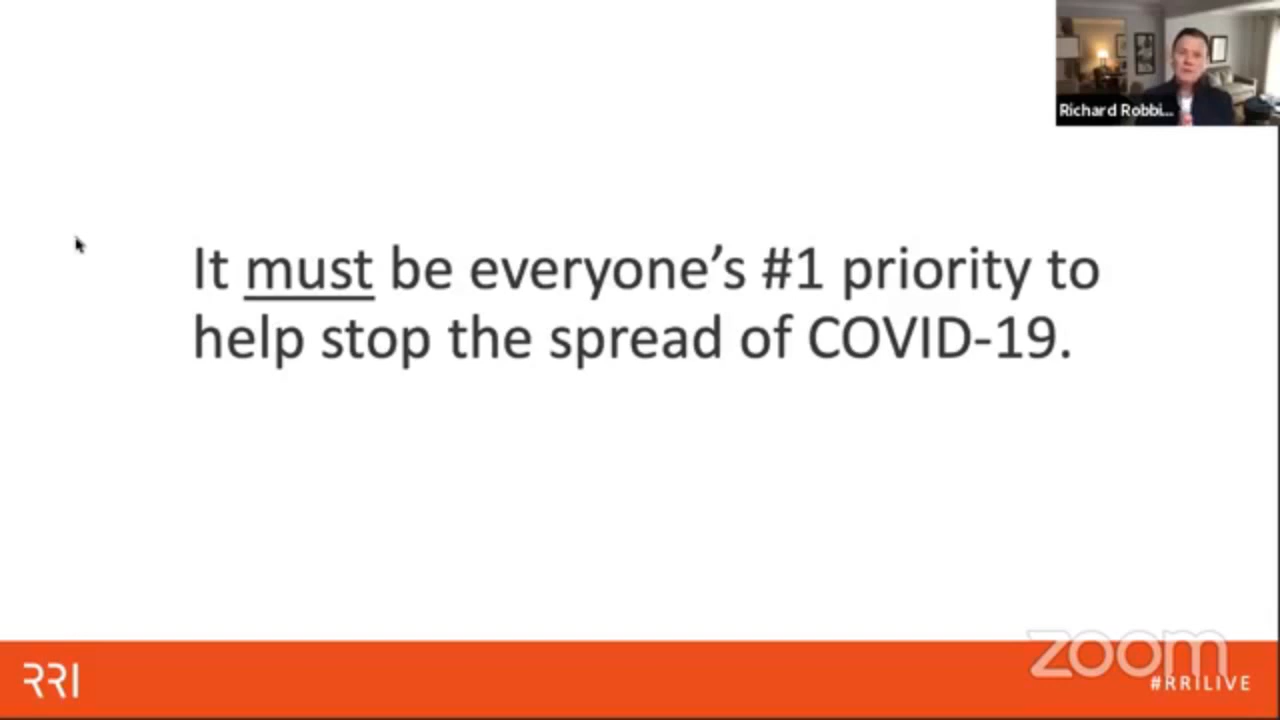 Richard Robbi...
It must be everyone's #1 priority to
help stop the spread of COVID-19.
RRI
zoom
#RRILIVE